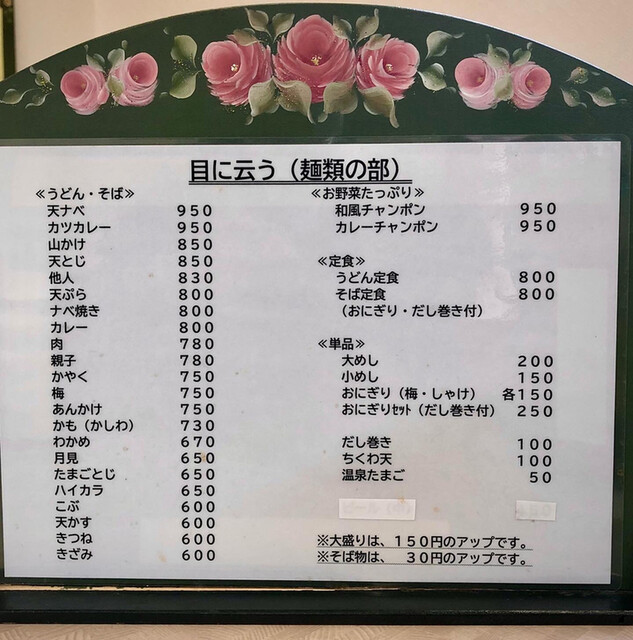 目に云う（麺類の部）
≪うどん・そば≫
天ナベ　９５０
カツカレー　９５０
山かけ　８５０
天とじ　８５０
他人　８３０
天ぷら　８００
ナベ焼き　８００
カレー　８００
肉　７８０
親子　７８０
かやく　７５０
梅　７５０
あんかけ　７５０
かも（かしわ）　７３０
わかめ　６７０
月見　６５０
たまごとじ　６５０
ハイカラ　６５０
こぶ　６００
天かす　６００
きつね　６００
きざみ　６００
≪お野菜たっぷり≫
和風チャンポン　９５０
カレーチャンポン　９５０
≪定食≫
うどん定食　８００
そば定食　８００
（おにぎり・だし巻き付）
≪単品≫
大めし　２００
小めし　１５０
おにぎり（梅・しゃけ）　各１５０
おにぎりｾｯﾄ（だし巻き付）　２５０
だし巻き　１００
ちくわ天　１００
温泉たまご　５０
※大盛りは、１５０円のアップです。
※そば物は、　３０円のアップです。